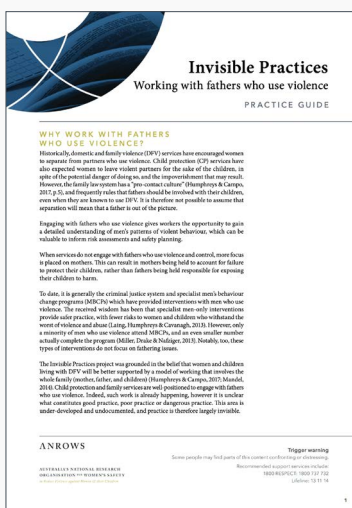 Invisible Practices
Working with fathers who use violence
PRACTICE GUIDE
WHY WORK WITH FATHERS
WHO USE VIOLENCE?
Historically, domestic and family violence (DFV) services have encouraged women
to separate from partners who use violence. Child protection (CP) services have
also expected women to leave violent partners for the sake of the children, in
spite of the potential danger of doing so, and the impoverishment that may result.
However, the family law system has a "pro-contact culture" (Humphreys & Campo,
2017, p.5), and frequently rules that fathers should be involved with their children,
even when they are known to use DFV. It is therefore not possible to assume that
separation will mean that a father is out of the picture.
Engaging with fathers who use violence gives workers the opportunity to gain
a detailed understanding of men's patterns of violent behaviour, which can be
valuable to inform risk assessments and safety planning.
When services do not engage with fathers who use violence and control, more focus
is placed on mothers. This can result in mothers being held to account for failure
to protect their children, rather than fathers being held responsible for exposing
their children to harm.
To date, it is generally the criminal justice system and specialist men's behaviour
change programs (MBCPs) which have provided interventions with men who use
violence. The received wisdom has been that specialist men-only interventions
provide safer practice, with fewer risks to women and children who withstand the
worst of violence and abuse (Laing, Humphreys & Cavanagh, 2013). However, only
a minority of men who use violence attend MBCPs, and an even smaller number
actually complete the program (Miller, Drake & Nafziger, 2013). Notably, too, these
types of interventions do not focus on fathering issues.
The Invisible Practices project was grounded in the belief that women and children
living with DFV will be better supported by a model of working that involves the
whole family (mother, father, and children) (Humphreys & Campo, 2017; Mandel,
2014). Child protection and family services are well-positioned to engage with fathers
who use violence. Indeed, such work is already happening, however it is unclear
what constitutes good practice, poor practice or dangerous practice. This area is
under-developed and undocumented, and practice is therefore largely invisible.
ANROWS
AUSTRALIA'S NATIONAL RESEARCH
ORGANISATION FOR WOMEN'S SAFETY
Trigger warning
Some people may find parts of this content confronting or distressing.
Recommended support services include:
1800 RESPECT: 1800 737 732
Lifeline: 13 11 14
1